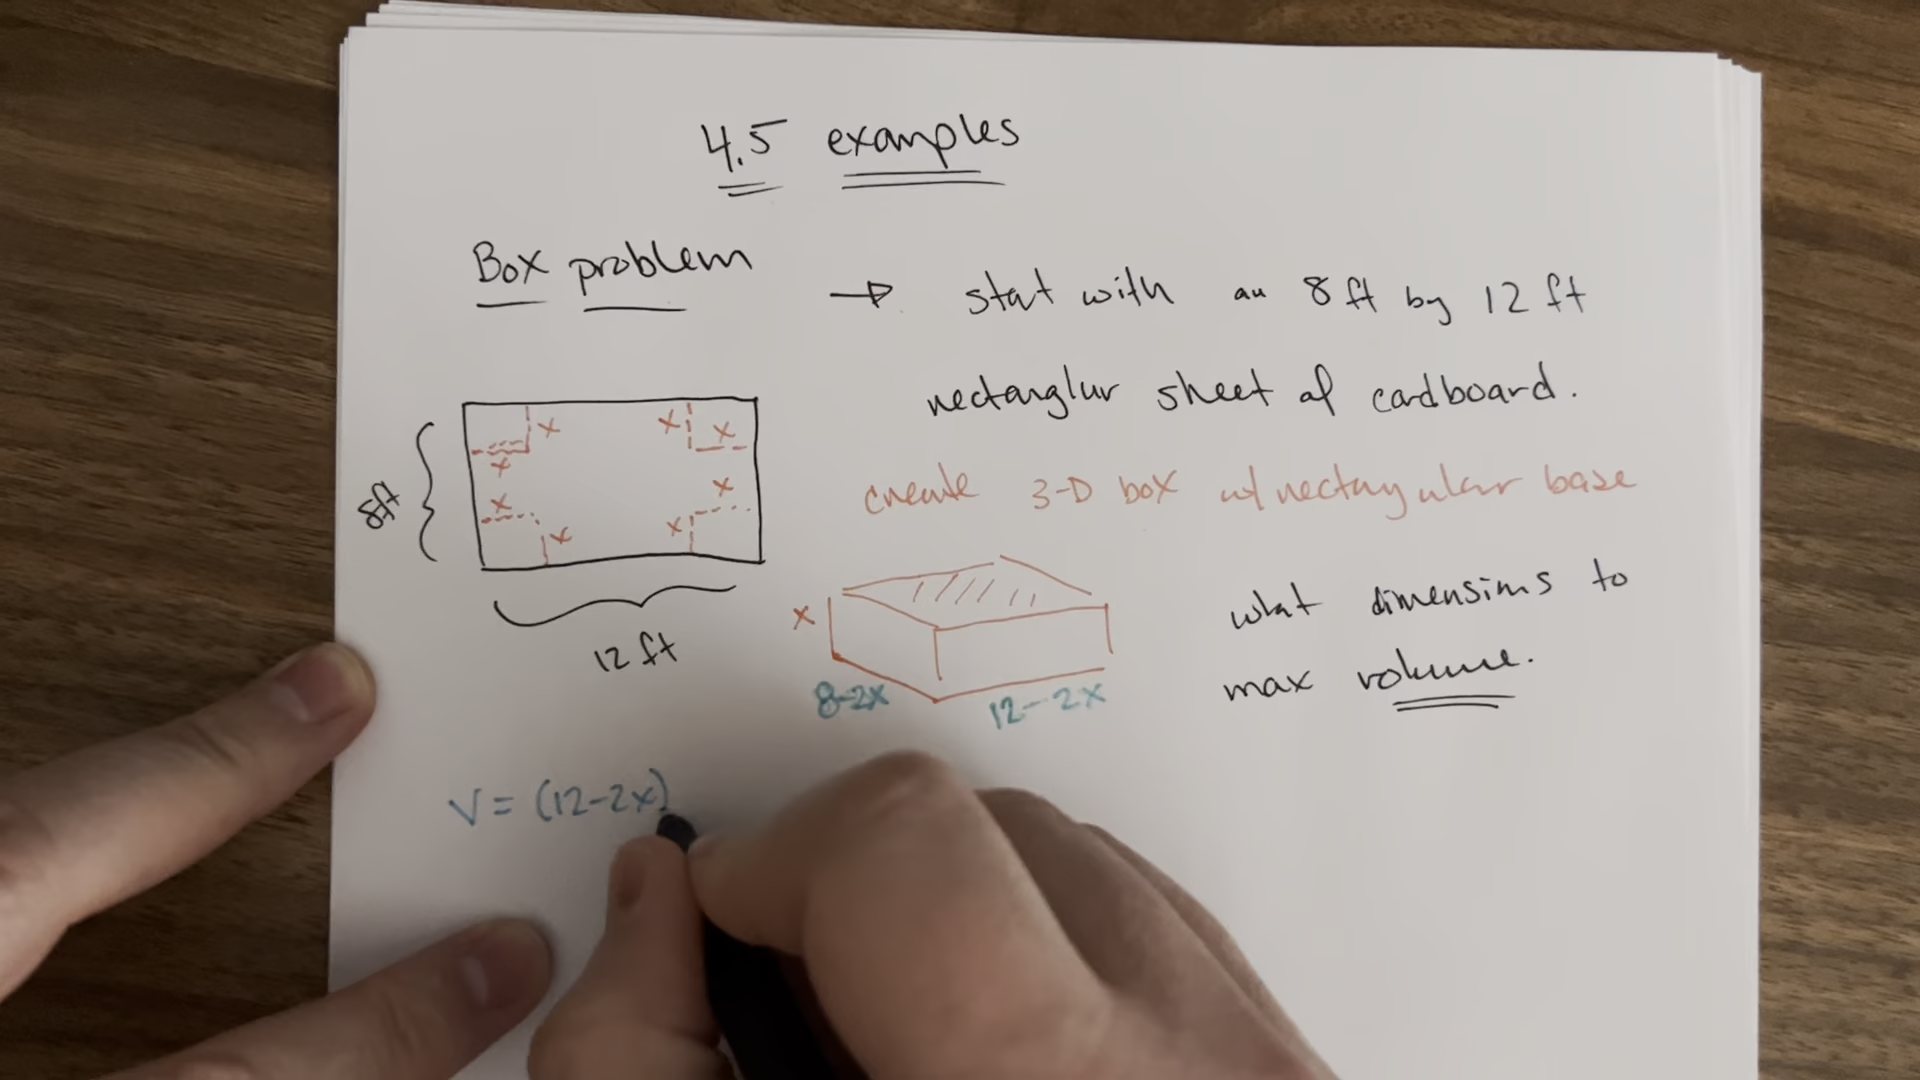 4.5 examples
Box problem
→ stat with an 8 ft by 12 ft
rectanglur sheet of cardboard.
create 3-D box w/ rectangular base
x
x
x
x
x
x
x
x
8ft
12 ft
x
8-2x
12-2x
what dimensions to
max volume.
V = (12-2x)